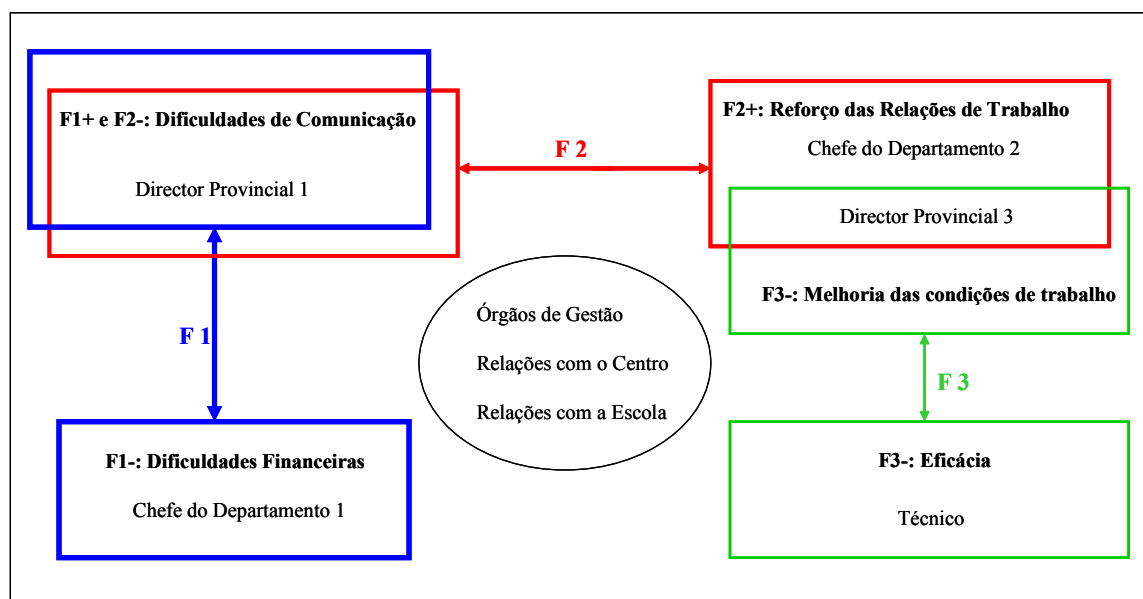 F1+ e F2-: Dificuldades de Comunicação
Director Provincial 1
F 2
F2+: Reforço das Relações de Trabalho
Chefe do Departamento 2
Director Provincial 3
F3-: Melhoria das condições de trabalho
F 1
Órgãos de Gestão
Relações com o Centro
Relações com a Escola
F 3
F1-: Dificuldades Financeiras
Chefe do Departamento 1
F3-: Eficácia
Técnico